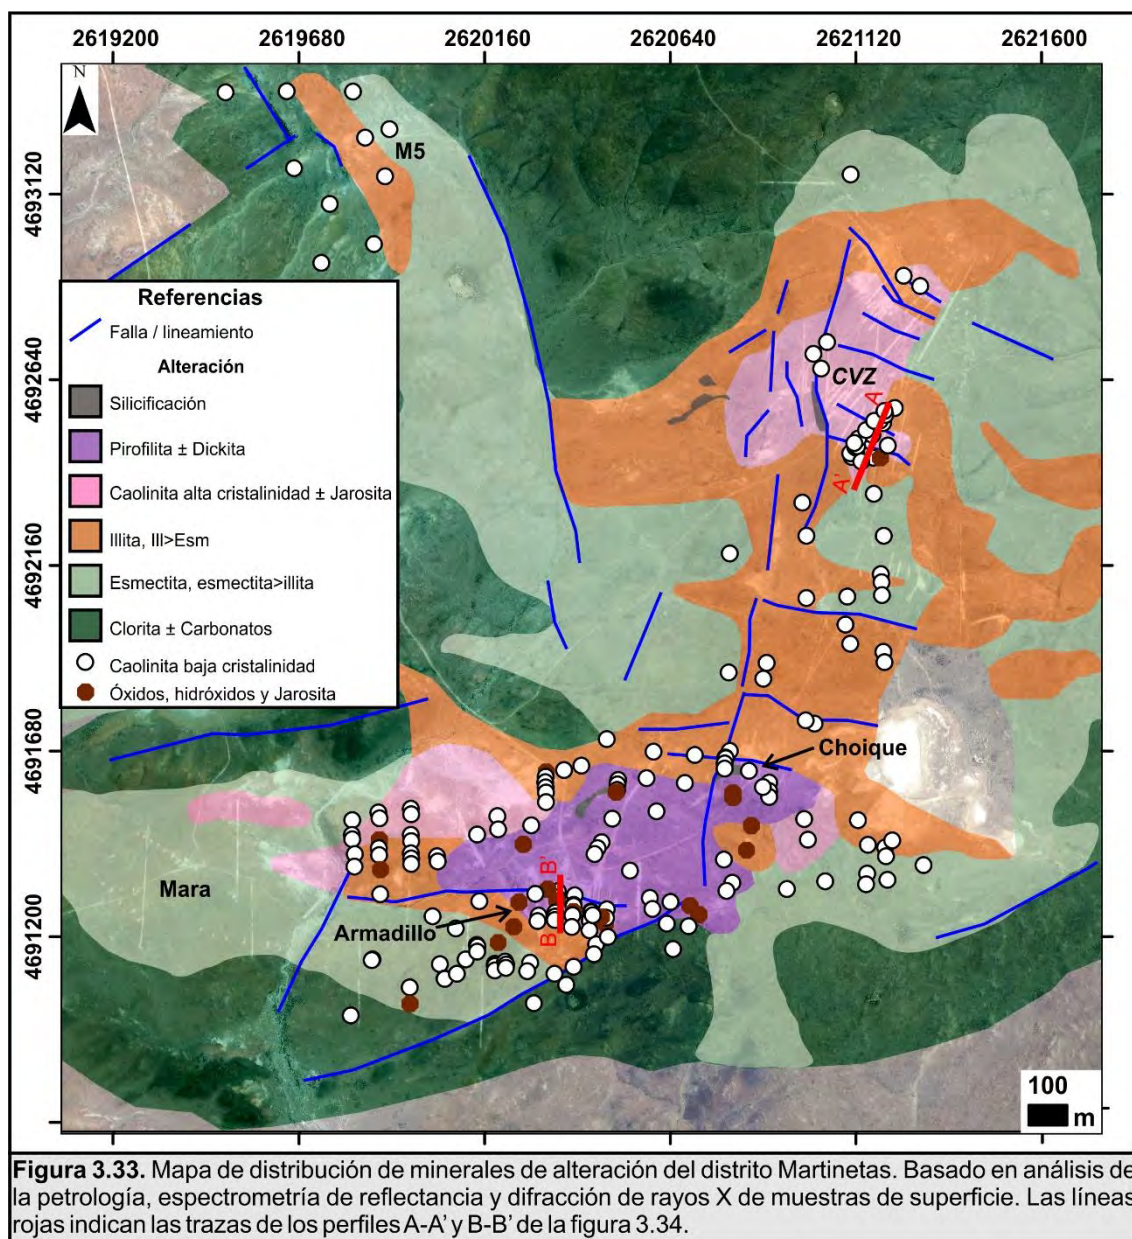 2619200 2619680 2620160 2620640 2621120 2621600
N
4693120
4692640
4692160
4691680
4691200
M5
CVZ
A
A'
Choique
Mara
Armadillo
B'
B
Referencias
Falla / lineamiento
Alteración
Silicificación
Pirofilita ± Dickita
Caolinita alta cristalinidad ± Jarosita
Illita, Ill>Esm
Esmectita, esmectita>illita
Clorita ± Carbonatos
Caolinita baja cristalinidad
Óxidos, hidróxidos y Jarosita
100
m
Figura 3.33. Mapa de distribución de minerales de alteración del distrito Martinetas. Basado en análisis de
la petrología, espectrometría de reflectancia y difracción de rayos X de muestras de superficie. Las líneas
rojas indican las trazas de los perfiles A-A' y B-B' de la figura 3.34.